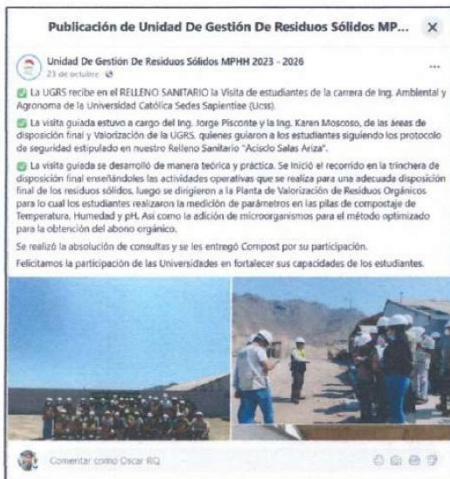 Publicación de Unidad De Gestión De Residuos Sólidos MP...
Unidad De Gestión De Residuos Sólidos MPHH 2023 - 2026
23 de octubre
La UGRS recibe en el RELLENO SANITARIO la Visita de estudiantes de la carrera de Ing. Ambiental y
Agronoma de la Universidad Católica Sedes Sapientiae (Ucss).
La visita guiada estuvo a cargo del Ing. Jorge Pisconte y la Ing. Karen Moscoso, de las áreas de
disposición final y Valorización de la UGRS, quienes guiaron a los estudiantes siguiendo los protocolo
de seguridad estipulado en nuestro Relleno Sanitario "Acisclo Salas Ariza".
La visita guiada se desarrolló de manera teórica y práctica. Se inició el recorrido en la trinchera de
disposición final enseñándoles las actividades operativas que se realiza para una adecuada disposición
final de los residuos sólidos, luego se dirigieron a la Planta de Valorización de Residuos Orgánicos
para lo cual los estudiantes realizaron la medición de parámetros en las pilas de compostaje de
Temperatura, Humedad y pH. Así como la adición de microorganismos para el método optimizado
para la obtención del abono orgánico.
Se realizó la absolución de consultas y se les entregó Compost por su participación.
Felicitamos la participación de las Universidades en fortalecer sus capacidades de los estudiantes.
Comentar como Oscar RQ